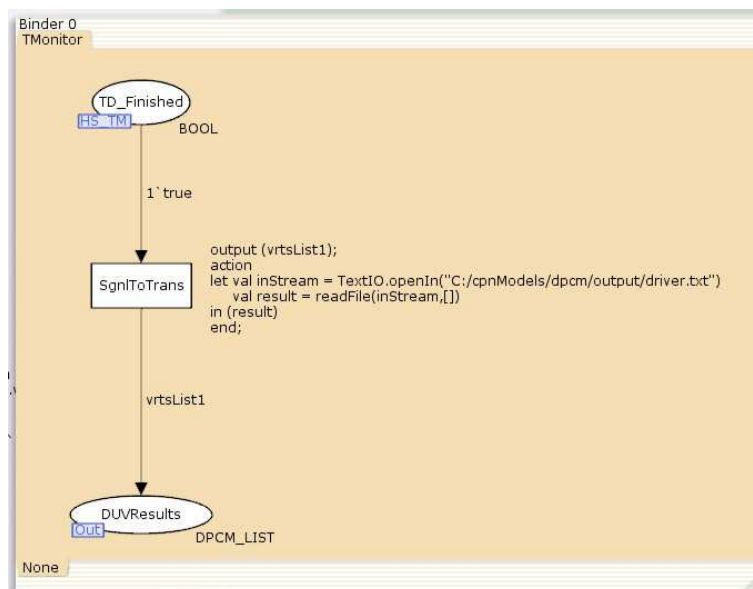 Binder 0
TMonitor
TD_Finished
HS_TM
BOOL
1`true
SgnlToTrans
output (vrtsList1);
action
let val inStream = TextIO.openIn("C:/cpnModels/dpcm/output/driver.txt")
val result = readFile(inStream,[])
in (result)
end;
vrtsList1
DUVResults
Out
DPCM_LIST
None